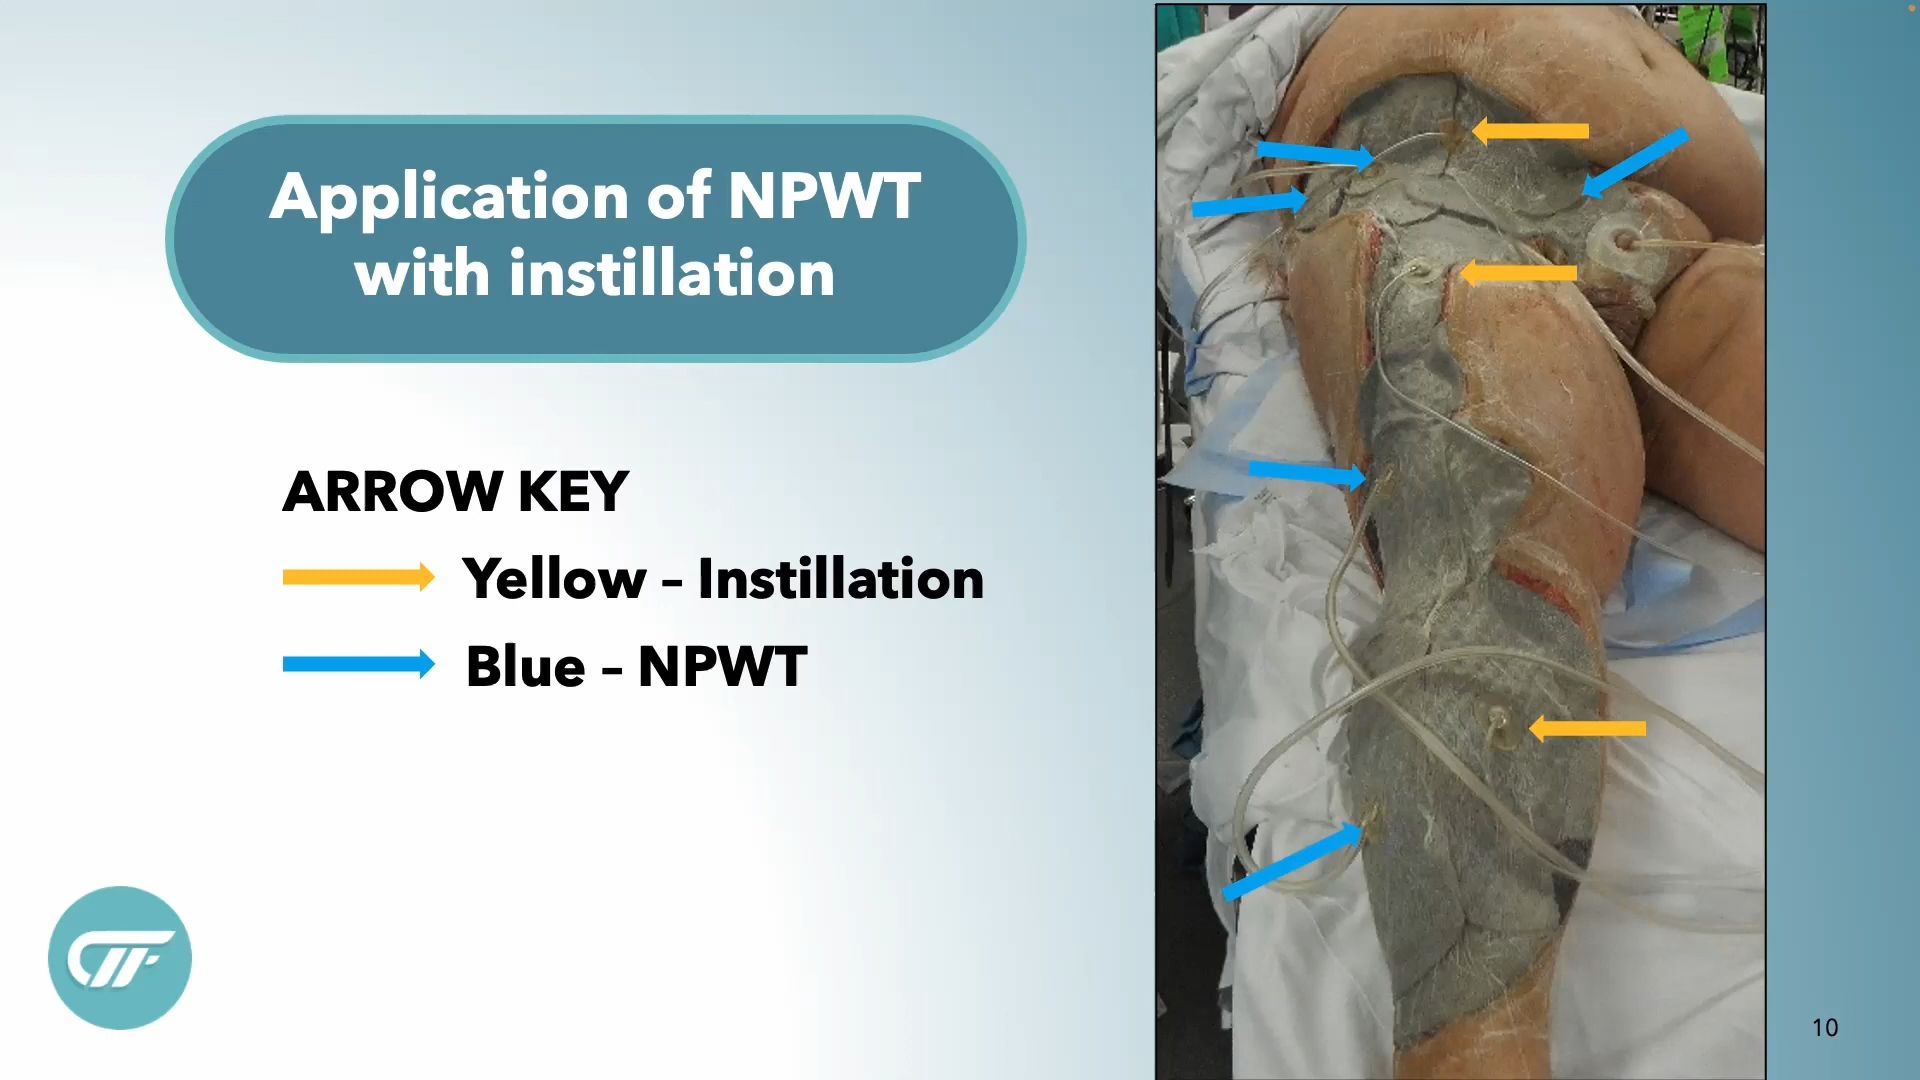 Application of NPWT
with instillation
ARROW KEY
Yellow – Instillation
Blue – NPWT
10